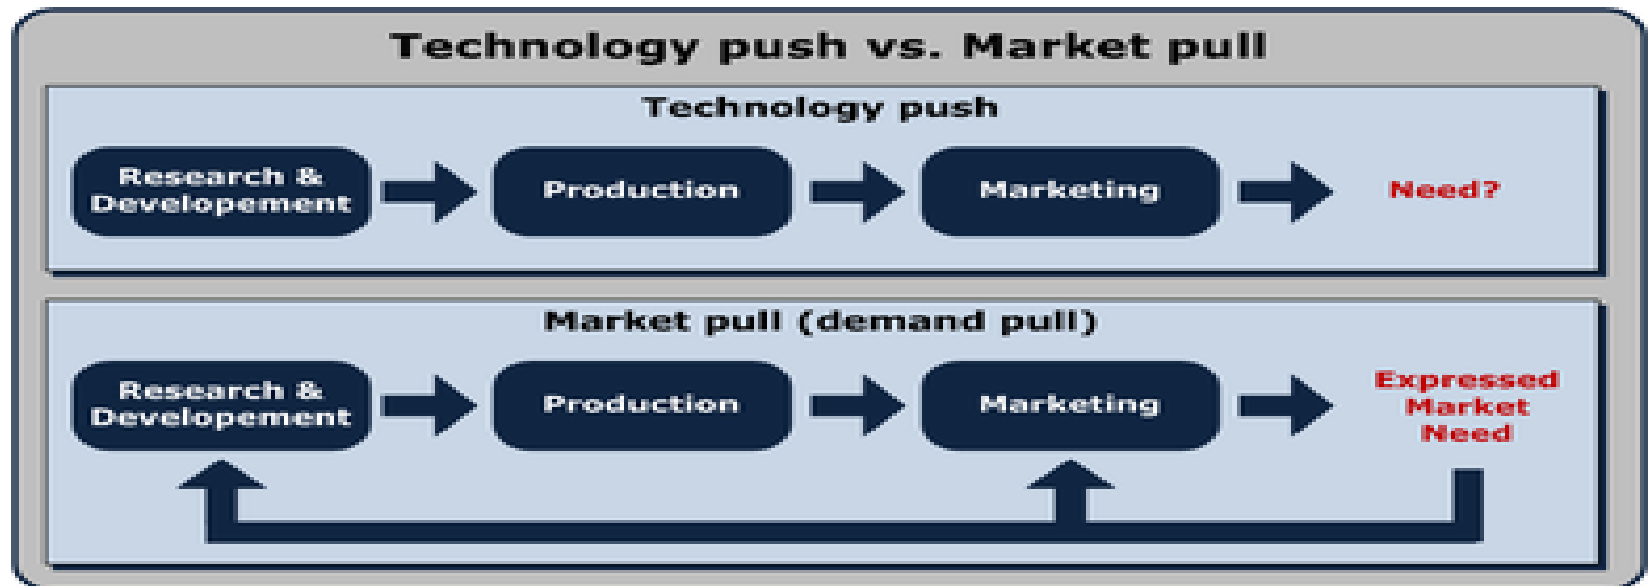 Technology push vs. Market pull
Technology push
Research &
Developement
Production
Marketing
Need?
Market pull (demand pull)
Research &
Developement
Production
Marketing
Expressed
Market
Need